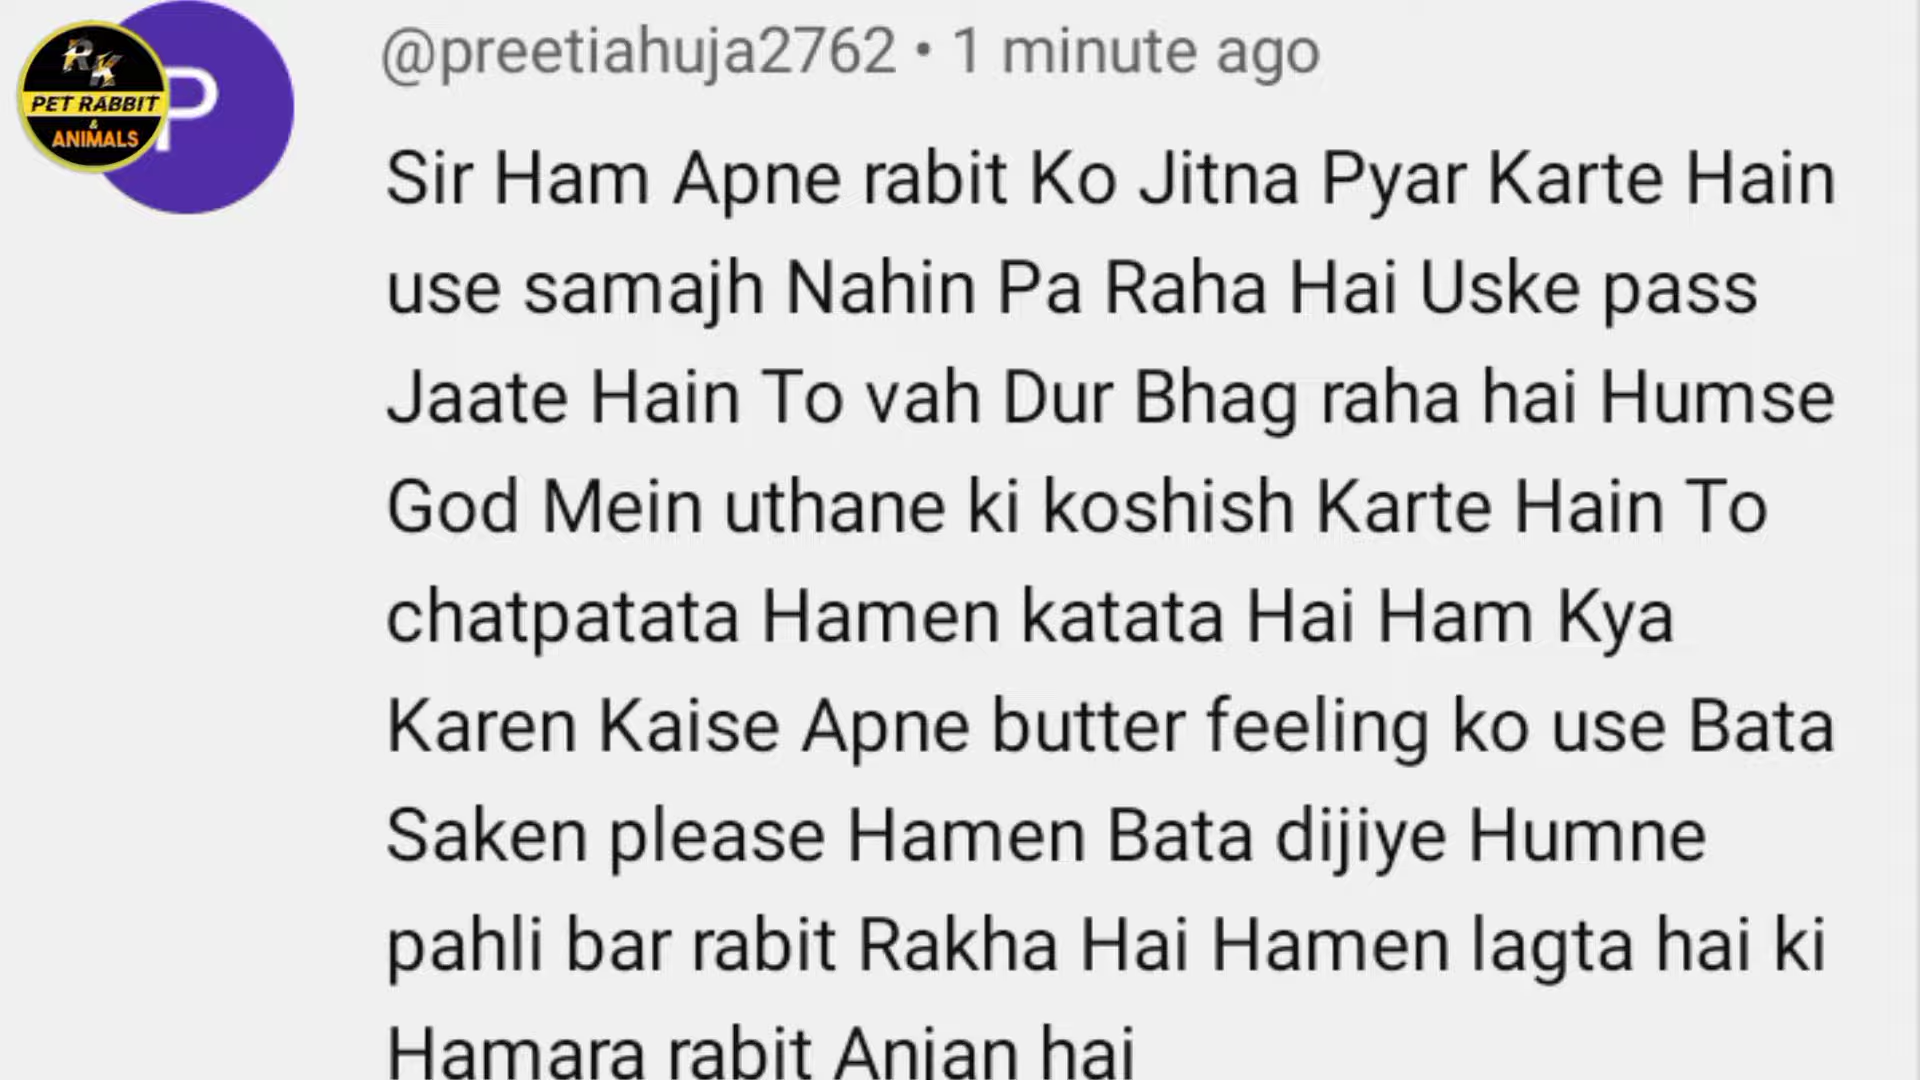 RK
PET RABBIT
&
ANIMALS
P
@preetiahuja2762 • 1 minute ago
Sir Ham Apne rabit Ko Jitna Pyar Karte Hain
use samajh Nahin Pa Raha Hai Uske pass
Jaate Hain To vah Dur Bhag raha hai Humse
God Mein uthane ki koshish Karte Hain To
chatpatata Hamen katata Hai Ham Kya
Karen Kaise Apne butter feeling ko use Bata
Saken please Hamen Bata dijiye Humne
pahli bar rabit Rakha Hai Hamen lagta hai ki
Hamara rabit Anjan hai